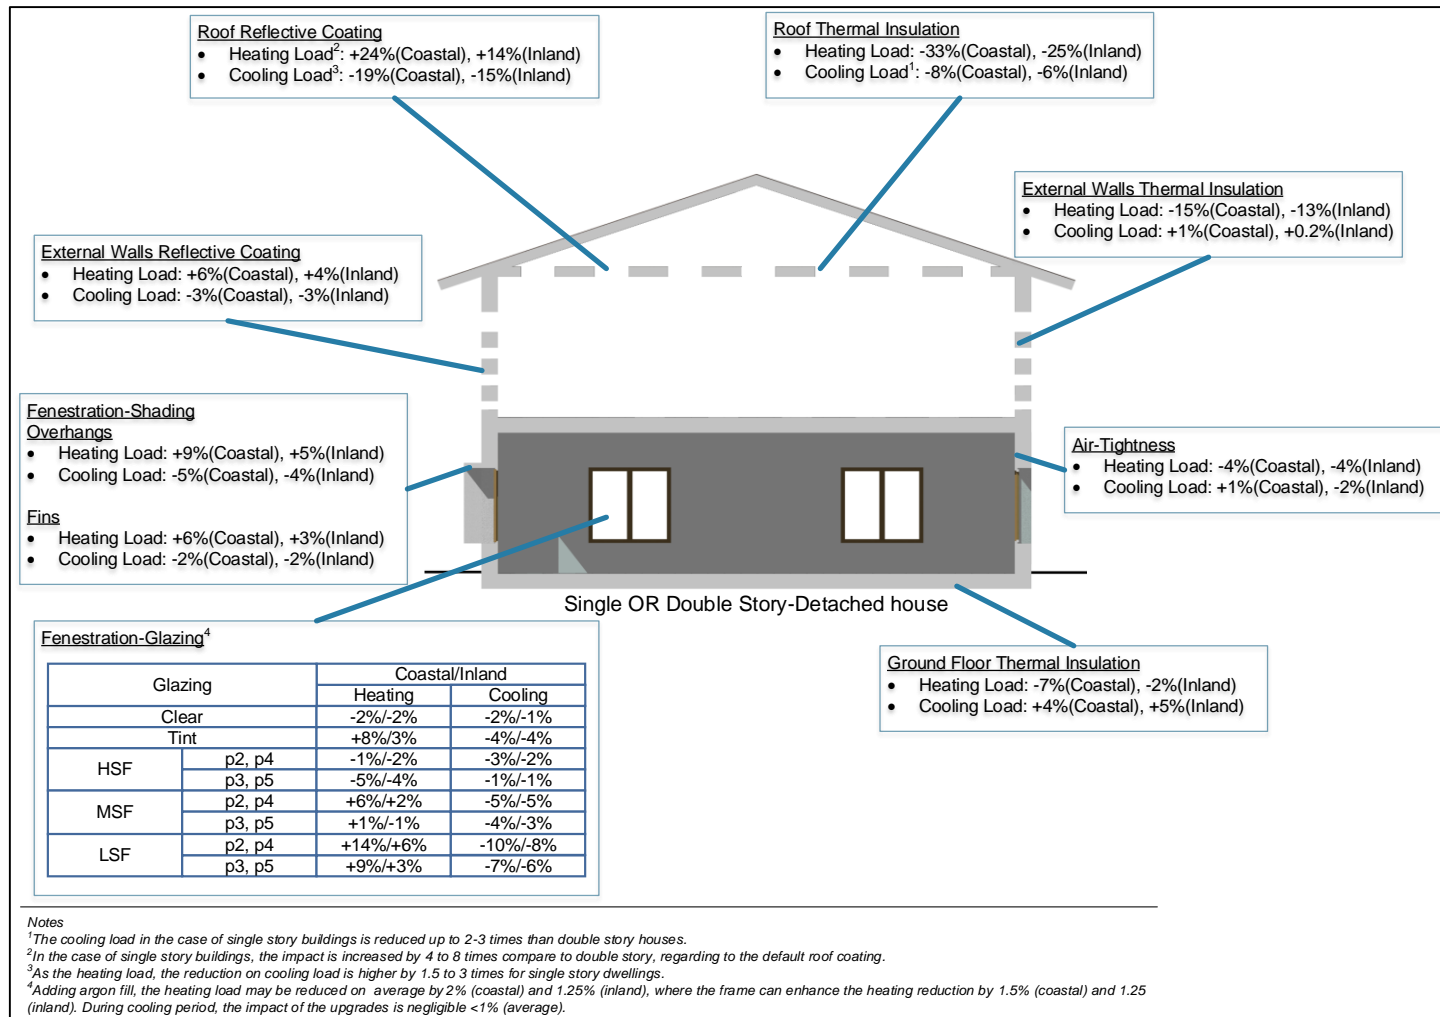 Roof Reflective Coating
• Heating Load²: +24%(Coastal), +14%(Inland)
• Cooling Load³: -19%(Coastal), -15%(Inland)
Roof Thermal Insulation
• Heating Load: -33%(Coastal), -25%(Inland)
• Cooling Load¹: -8%(Coastal), -6%(Inland)
External Walls Thermal Insulation
• Heating Load: -15%(Coastal), -13%(Inland)
• Cooling Load: +1%(Coastal), +0.2%(Inland)
External Walls Reflective Coating
• Heating Load: +6%(Coastal), +4%(Inland)
• Cooling Load: -3%(Coastal), -3%(Inland)
Fenestration-Shading
Overhangs
• Heating Load: +9%(Coastal), +5%(Inland)
• Cooling Load: -5%(Coastal), -4%(Inland)
Fins
• Heating Load: +6%(Coastal), +3%(Inland)
• Cooling Load: -2%(Coastal), -2%(Inland)
Air-Tightness
• Heating Load: -4%(Coastal), -4%(Inland)
• Cooling Load: +1%(Coastal), -2%(Inland)
Single OR Double Story-Detached house
Fenestration-Glazing⁴
Glazing Coastal/Inland
Heating Cooling
Clear -2%/-2% -2%/-1%
Tint +8%/3% -4%/-4%
HSF p2, p4 -1%/-2% -3%/-2%
p3, p5 -5%/-4% -1%/-1%
MSF p2, p4 +6%/+2% -5%/-5%
p3, p5 +1%/-1% -4%/-3%
LSF p2, p4 +14%/+6% -10%/-8%
p3, p5 +9%/+3% -7%/-6%
Ground Floor Thermal Insulation
• Heating Load: -7%(Coastal), -2%(Inland)
• Cooling Load: +4%(Coastal), +5%(Inland)
Notes
¹The cooling load in the case of single story buildings is reduced up to 2-3 times than double story houses.
²In the case of single story buildings, the impact is increased by 4 to 8 times compare to double story, regarding to the default roof coating.
³As the heating load, the reduction on cooling load is higher by 1.5 to 3 times for single story dwellings.
⁴Adding argon fill, the heating load may be reduced on average by 2% (coastal) and 1.25% (inland), where the frame can enhance the heating reduction by 1.5% (coastal) and 1.25
(inland). During cooling period, the impact of the upgrades is negligible <1% (average).